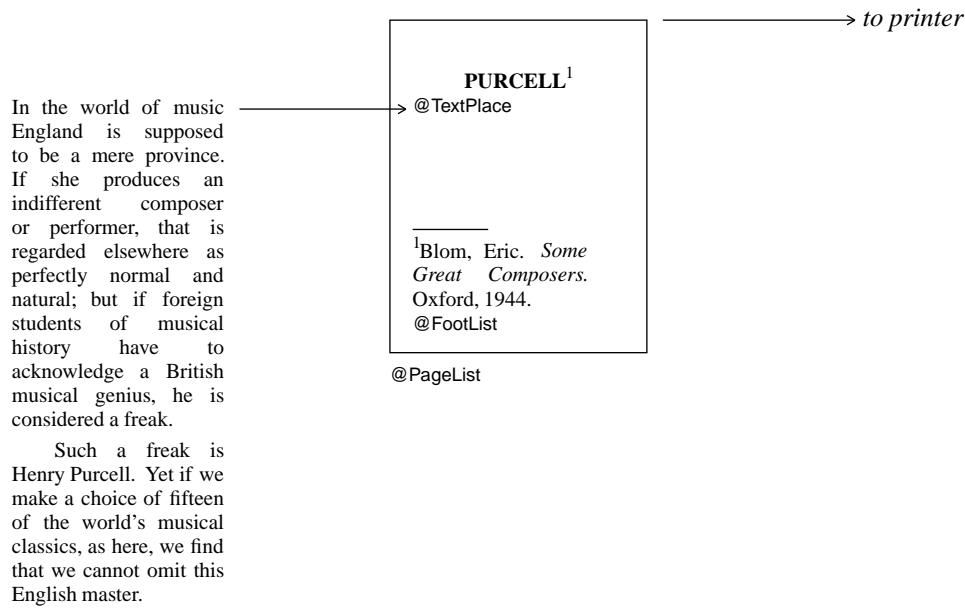 to printer
PURCELL1
@TextPlace
In the world of music
England is supposed
to be a mere province.
If she produces an
indifferent composer
or performer, that is
regarded elsewhere as
perfectly normal and
natural; but if foreign
students of musical
history have to
acknowledge a British
musical genius, he is
considered a freak.
Such a freak is
Henry Purcell. Yet if we
make a choice of fifteen
of the world's musical
classics, as here, we find
that we cannot omit this
English master.
1Blom, Eric. Some
Great Composers.
Oxford, 1944.
@FootList
@PageList